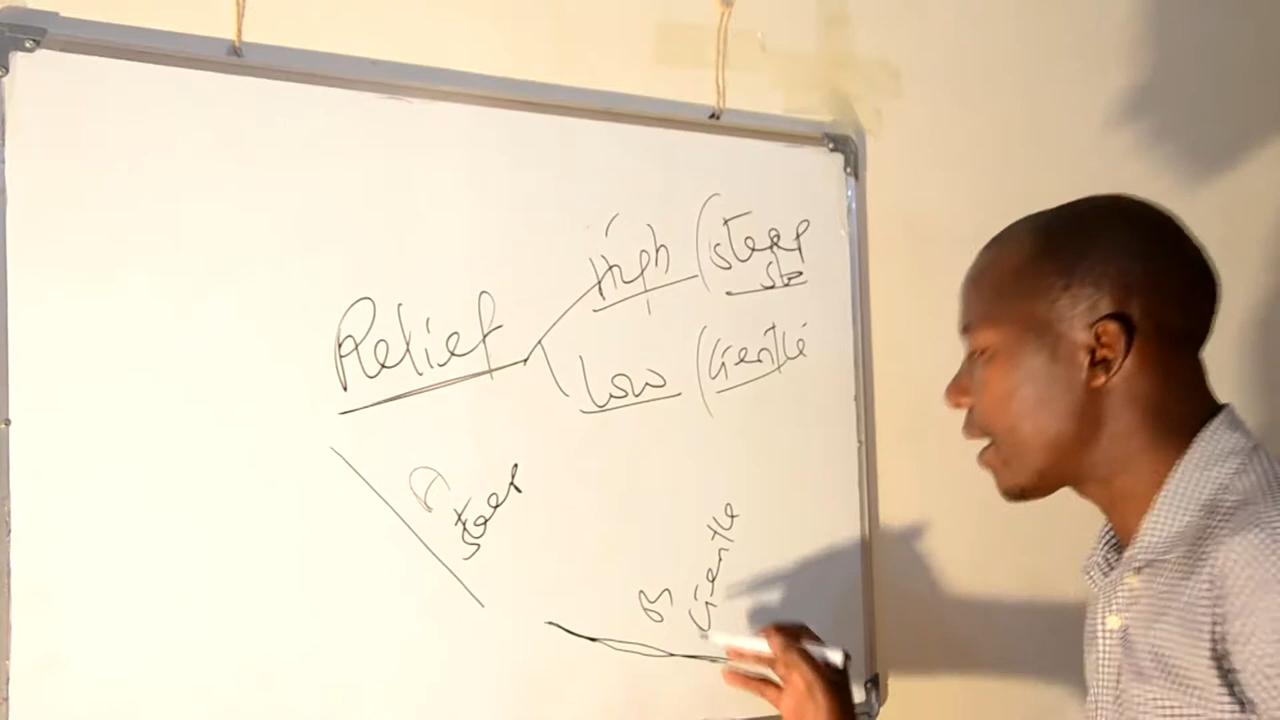 Relief
High (steep
Low (Gentle
A
steep
B
Gentle